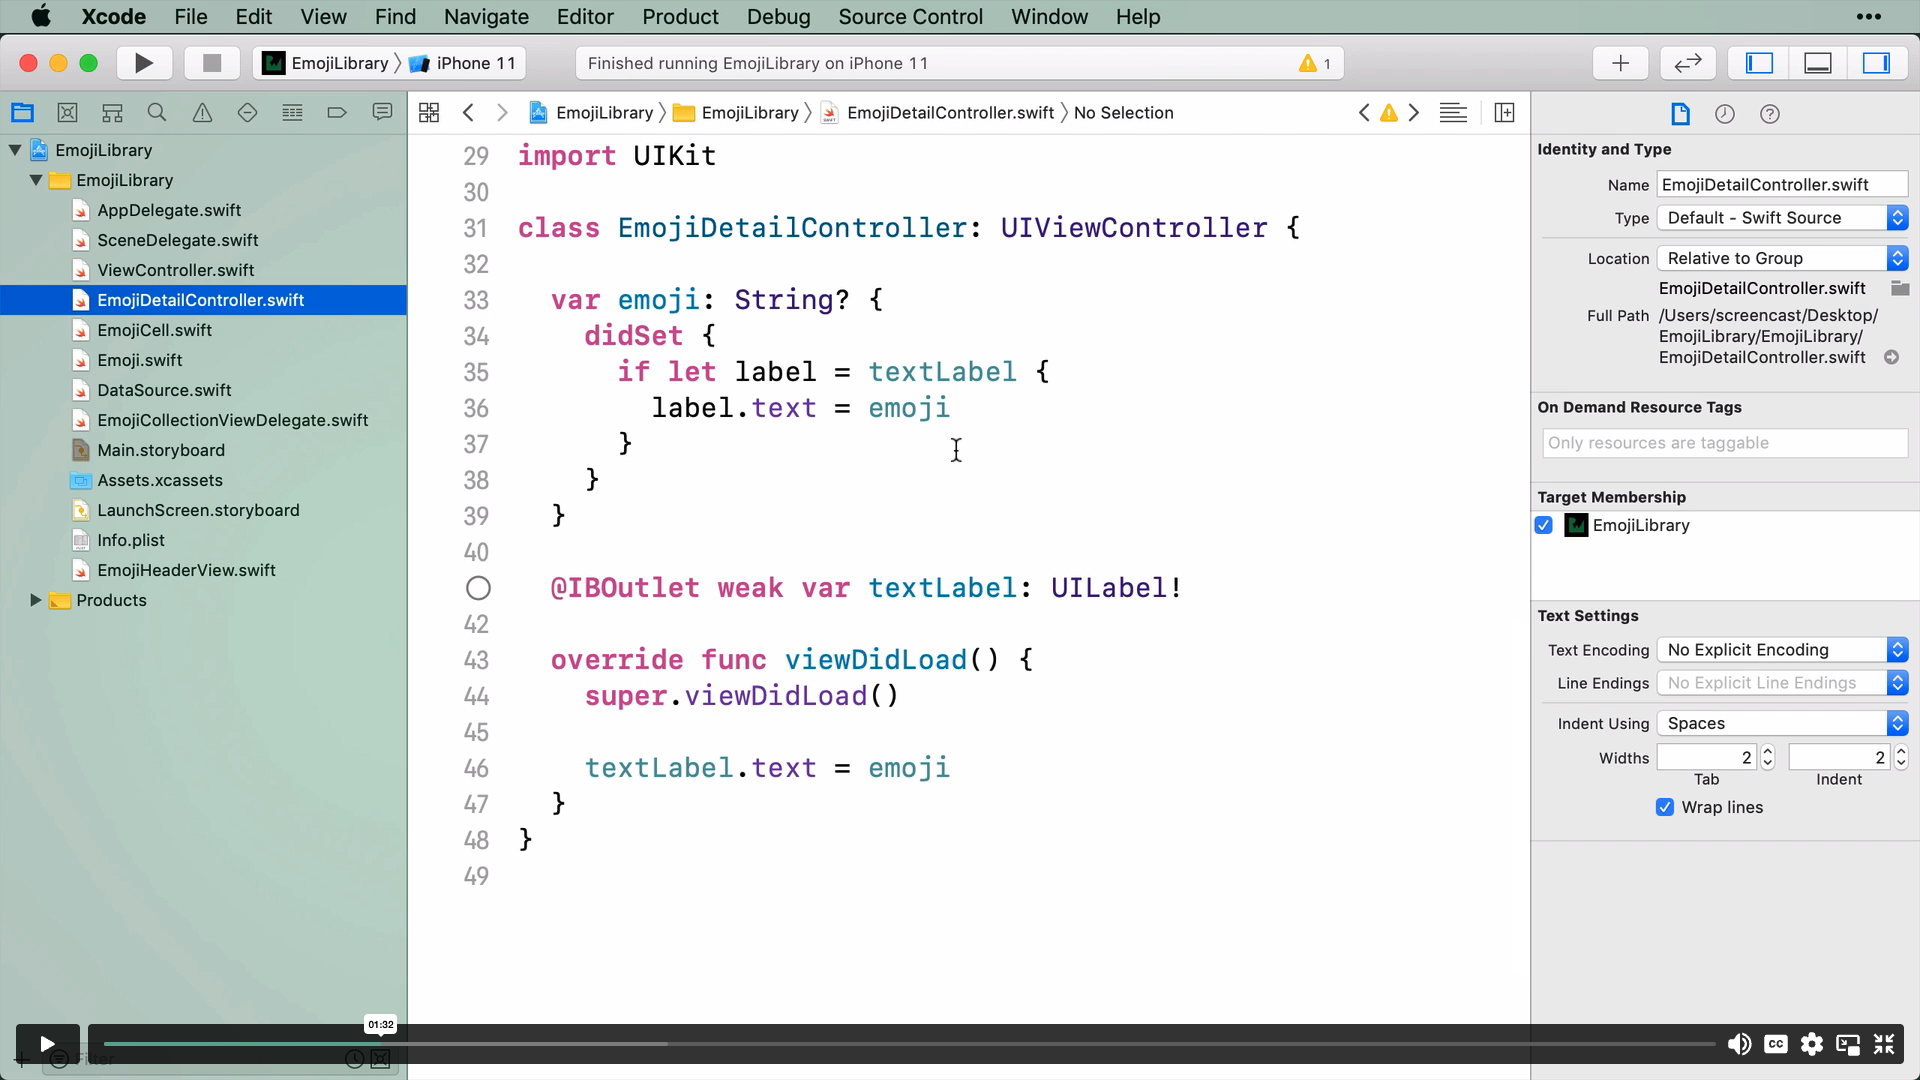 Xcode File Edit View Find Navigate Editor Product Debug Source Control Window Help
EmojiLibrary iPhone 11
Finished running EmojiLibrary on iPhone 11
1
EmojiLibrary EmojiLibrary EmojiDetailController.swift No Selection
EmojiLibrary
EmojiLibrary
AppDelegate.swift
SceneDelegate.swift
ViewController.swift
EmojiDetailController.swift
EmojiCell.swift
Emoji.swift
DataSource.swift
EmojiCollectionViewDelegate.swift
Main.storyboard
Assets.xcassets
LaunchScreen.storyboard
Info.plist
EmojiHeaderView.swift
Products
Filter
29 import UIKit
30
31 class EmojiDetailController: UIViewController {
32
33 var emoji: String? {
34 didSet {
35 if let label = textLabel {
36 label.text = emoji
37 }
38 }
39 }
40
@IBOutlet weak var textLabel: UILabel!
42
43 override func viewDidLoad() {
44 super.viewDidLoad()
45
46 textLabel.text = emoji
47 }
48 }
49
Identity and Type
Name EmojiDetailController.swift
Type Default - Swift Source
Location Relative to Group
EmojiDetailController.swift
Full Path /Users/screencast/Desktop/
EmojiLibrary/EmojiLibrary/
EmojiDetailController.swift
On Demand Resource Tags
Only resources are taggable
Target Membership
EmojiLibrary
Text Settings
Text Encoding No Explicit Encoding
Line Endings No Explicit Line Endings
Indent Using Spaces
Widths 2 2
Tab Indent
Wrap lines
01:32
CC